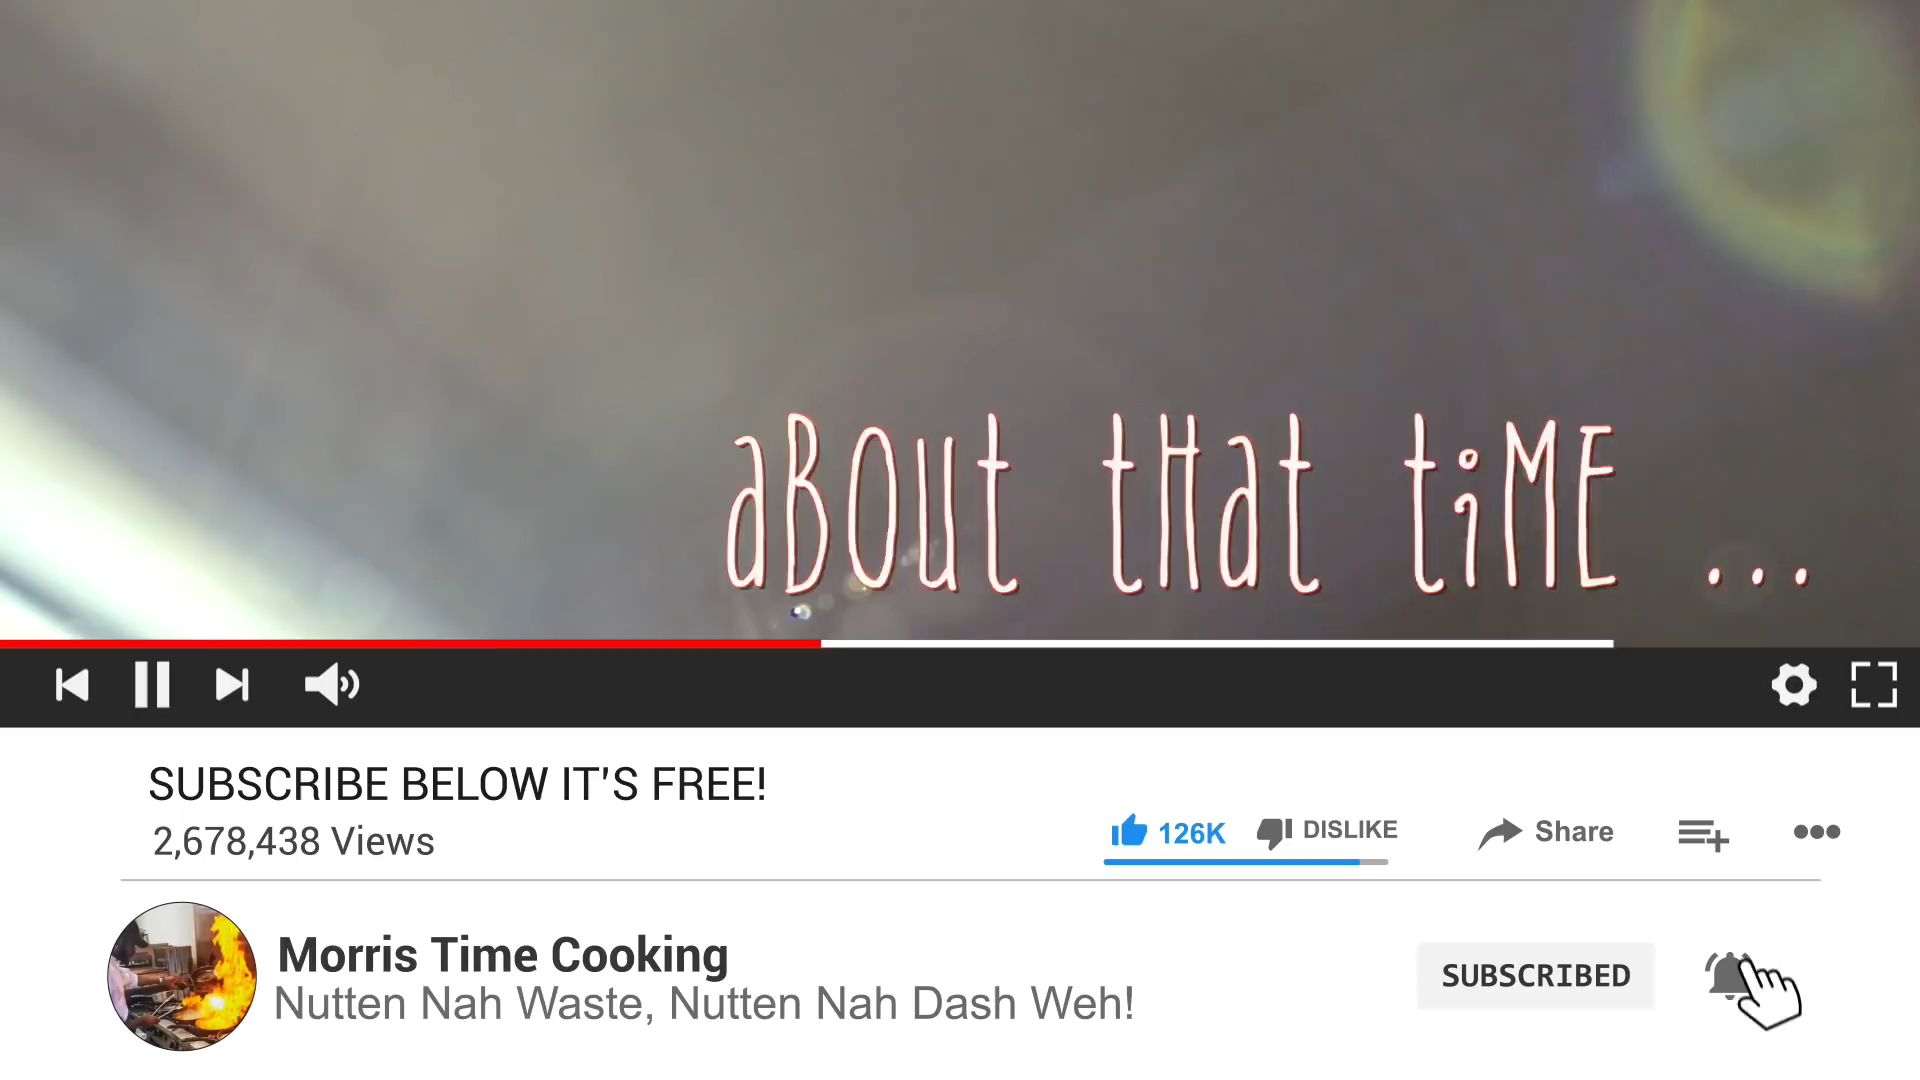 aBOut tHat tiME ...
SUBSCRIBE BELOW IT'S FREE!
2,678,438 Views
126K DISLIKE Share
Morris Time Cooking
Nutten Nah Waste, Nutten Nah Dash Weh!
SUBSCRIBED